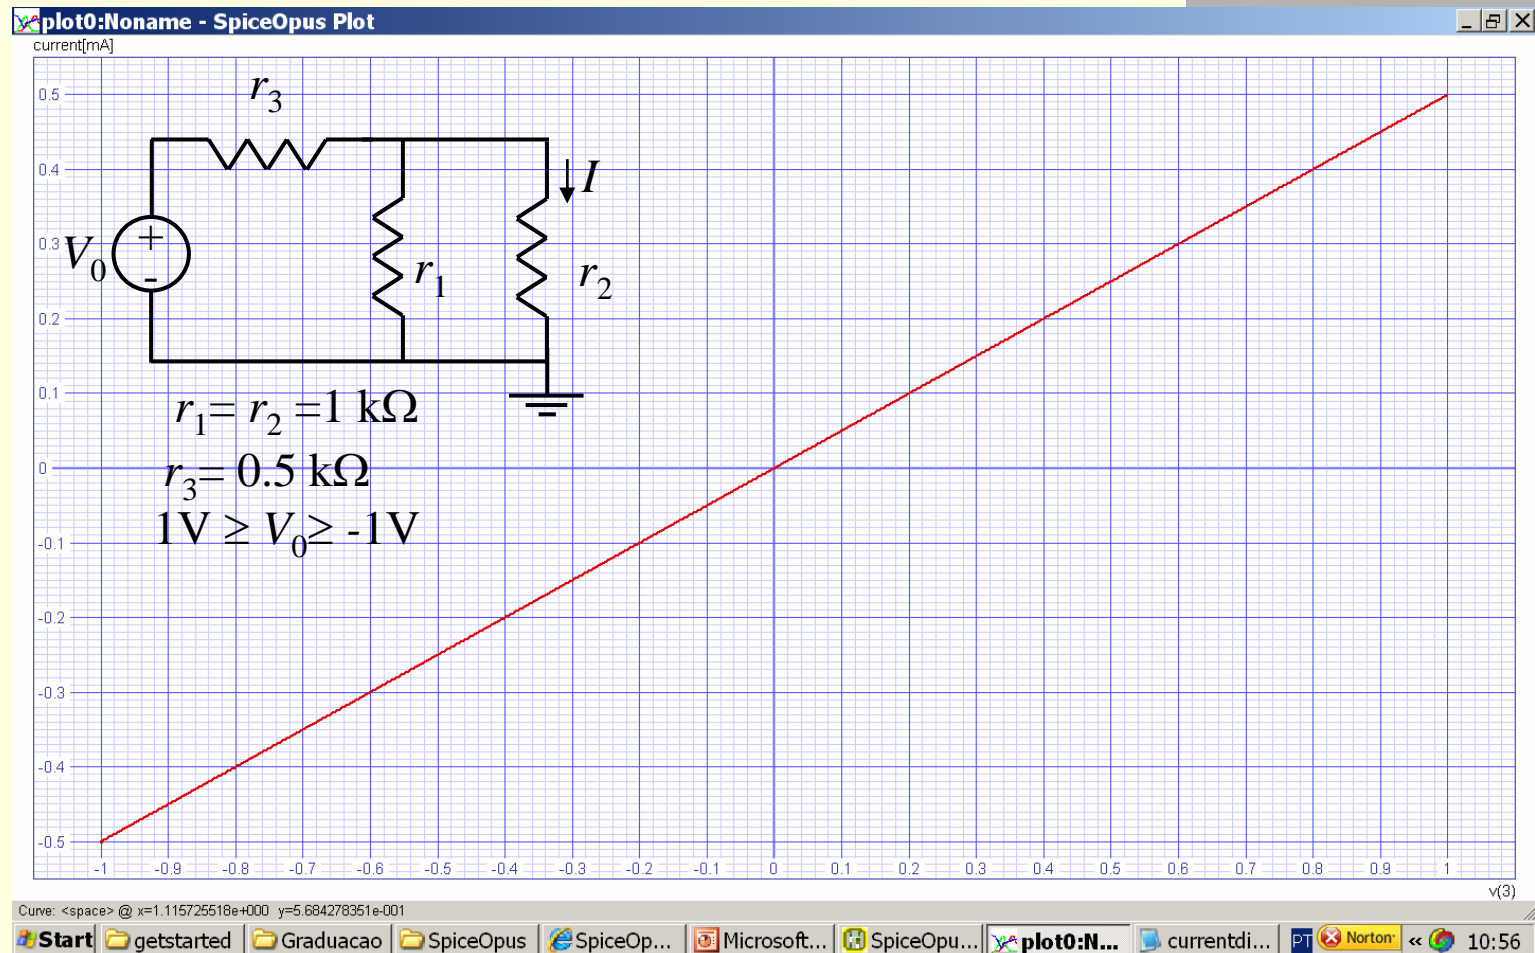 plot0:Noname - SpiceOpus Plot
current[mA]
0.5
0.4
0.3
0.2
0.1
0
-0.1
-0.2
-0.3
-0.4
-0.5
r3
I
V0
+
-
r1
r2
r1= r2 =1 kΩ
r3= 0.5 kΩ
1V ≥ V0≥ -1V
-1 -0.9 -0.8 -0.7 -0.6 -0.5 -0.4 -0.3 -0.2 -0.1 0 0.1 0.2 0.3 0.4 0.5 0.6 0.7 0.8 0.9 1
v(3)
Curve: <space> @ x=1.115725518e+000 y=5.684278351e-001
Start getstarted Graduacao SpiceOpus SpiceOp... Microsoft... SpiceOpu... plot0:N... currentdi... PT Norton « 10:56